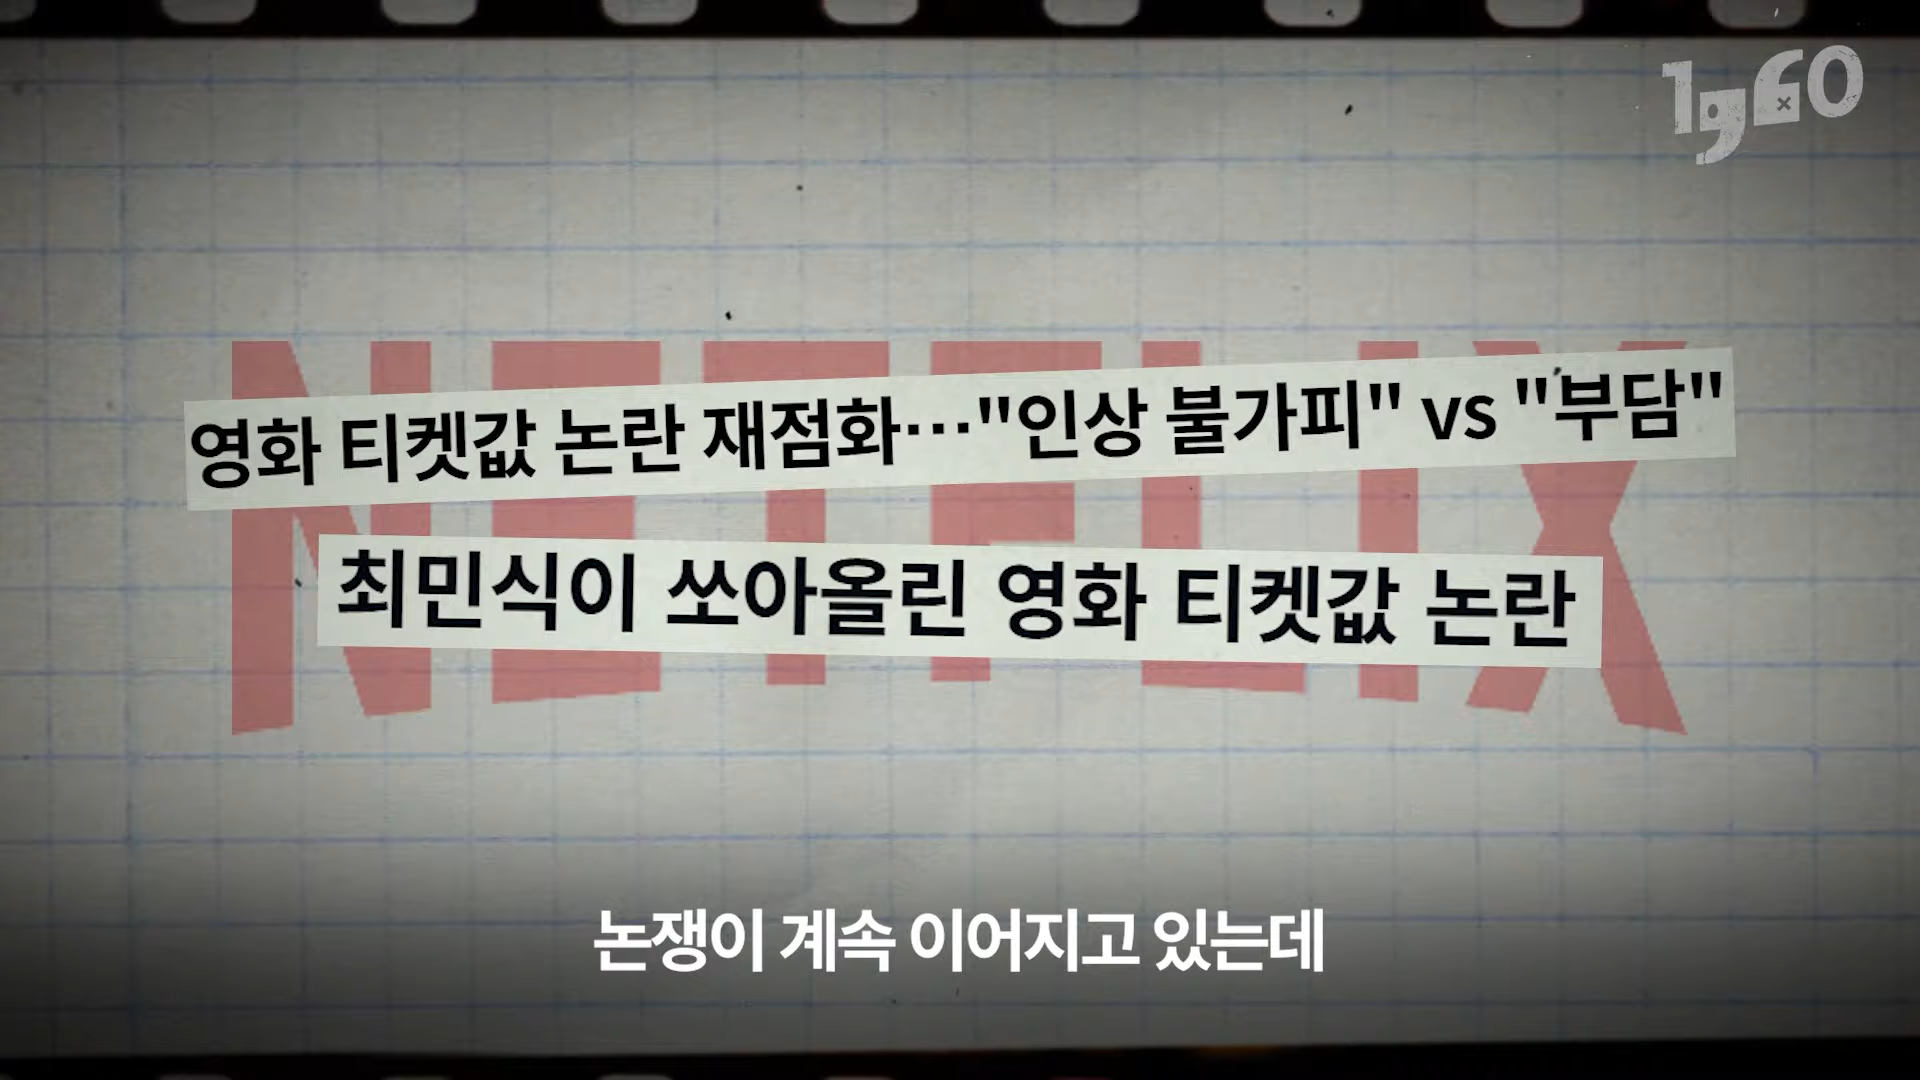 1960
NETFLIX
영화 티켓값 논란 재점화…"인상 불가피" vs "부담"
최민식이 쏘아올린 영화 티켓값 논란
논쟁이 계속 이어지고 있는데